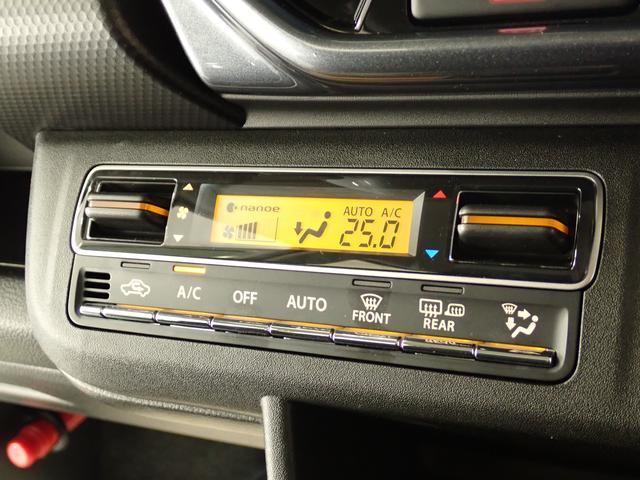 nanoe
AUTO A/C
25.0
A/C OFF AUTO FRONT REAR